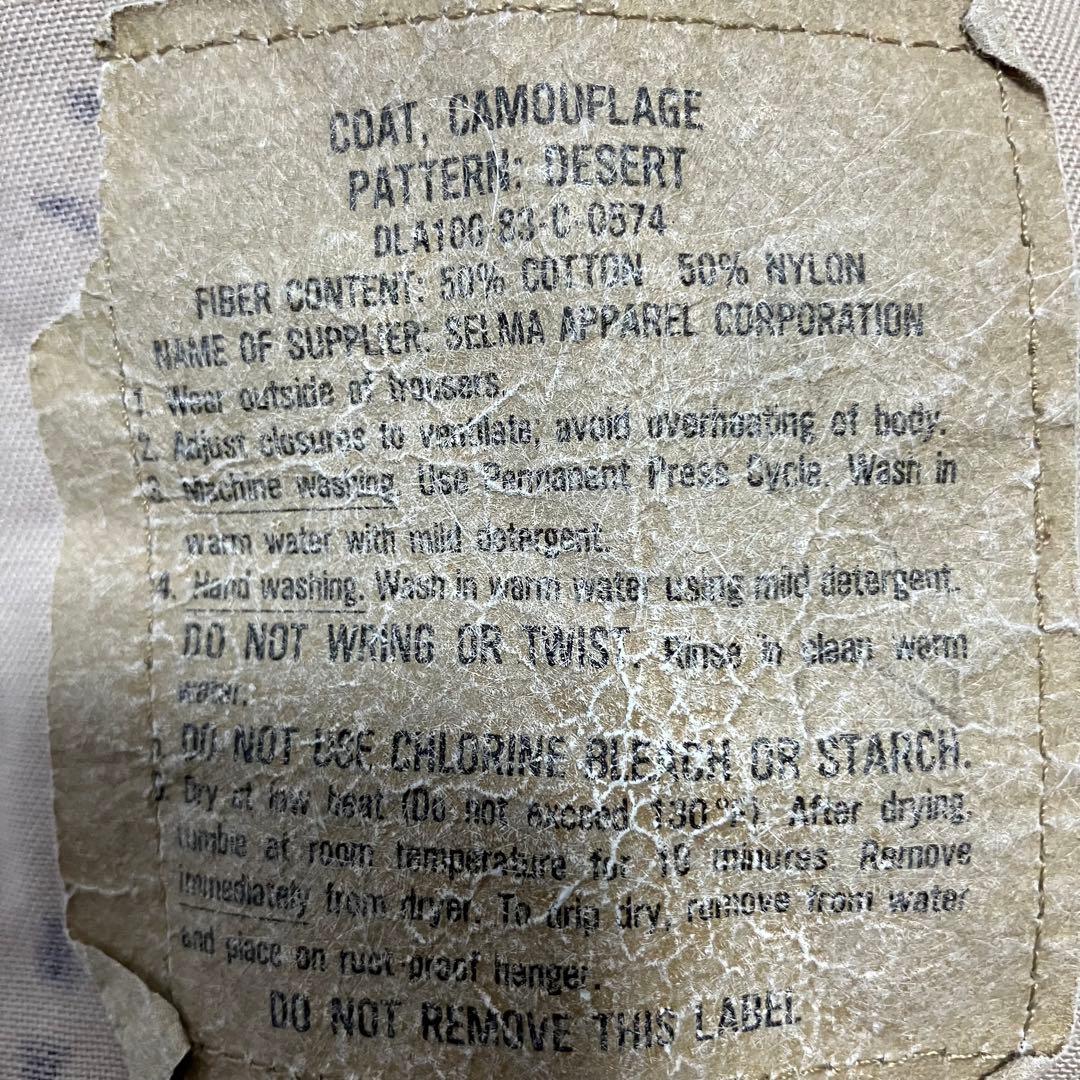 COAT, CAMOUFLAGE
PATTERN: DESERT
DLA100-83-C-0574
FIBER CONTENT: 50% COTTON 50% NYLON
NAME OF SUPPLIER: SELMA APPAREL CORPORATION
1. Wear outside of trousers.
2. Adjust closures to ventilate; avoid overheating of body.
3. Machine washing. Use Permanent Press Cycle. Wash in
warm water with mild detergent.
4. Hand washing. Wash in warm water using mild detergent.
DO NOT WRING OR TWIST. Rinse in clean warm
water.
5. DO NOT USE CHLORINE BLEACH OR STARCH.
6. Dry at low heat (Do not exceed 130 °F). After drying,
tumble at room temperature for 10 minutes. Remove
immediately from dryer. To drip dry, remove from water
and place on rust-proof hanger.
DO NOT REMOVE THIS LABEL